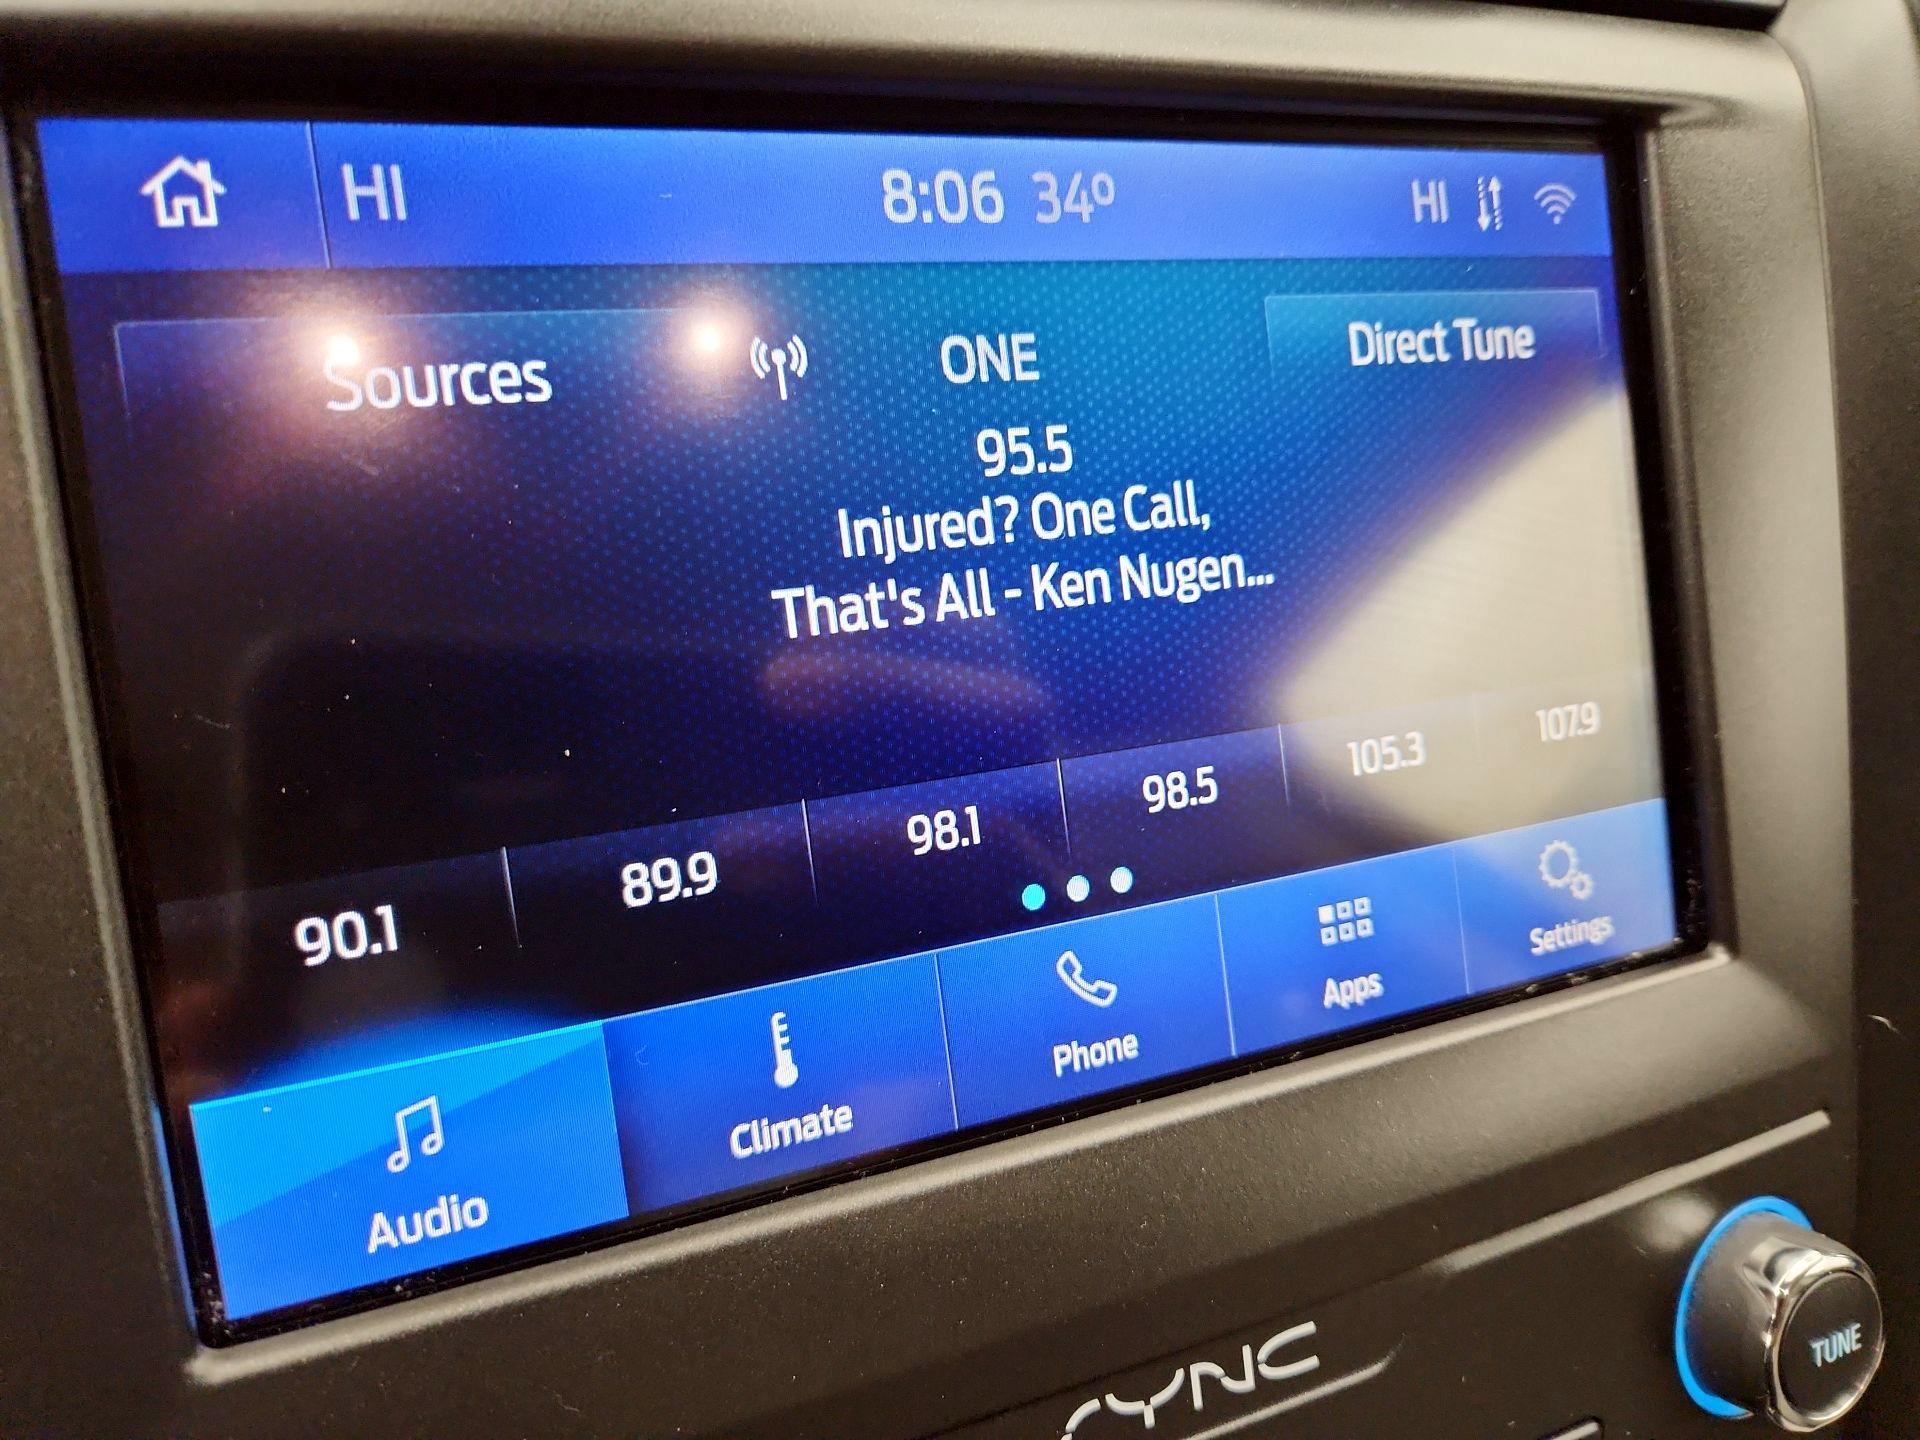 HI 8:06 34° HI
Sources ONE Direct Tune
95.5
Injured? One Call,
That's All - Ken Nugen...
90.1 89.9 98.1 98.5 105.3 107.9
Audio Climate Phone Apps Settings
SYNC
TUNE